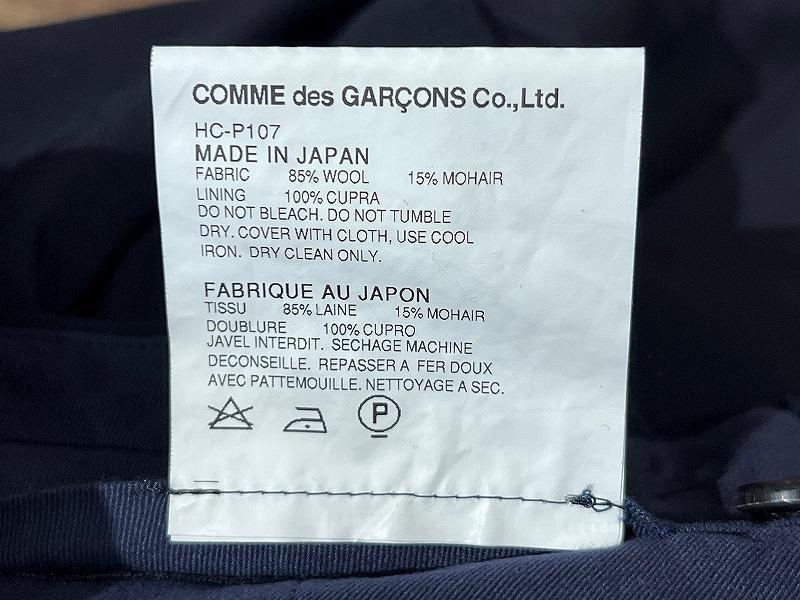 COMME des GARÇONS Co.,Ltd.
HC-P107
MADE IN JAPAN
FABRIC 85% WOOL 15% MOHAIR
LINING 100% CUPRA
DO NOT BLEACH. DO NOT TUMBLE
DRY. COVER WITH CLOTH, USE COOL
IRON. DRY CLEAN ONLY.
FABRIQUE AU JAPON
TISSU 85% LAINE 15% MOHAIR
DOUBLURE 100% CUPRO
JAVEL INTERDIT. SECHAGE MACHINE
DECONSEILLE. REPASSER A FER DOUX
AVEC PATTEMOUILLE. NETTOYAGE A SEC.
P